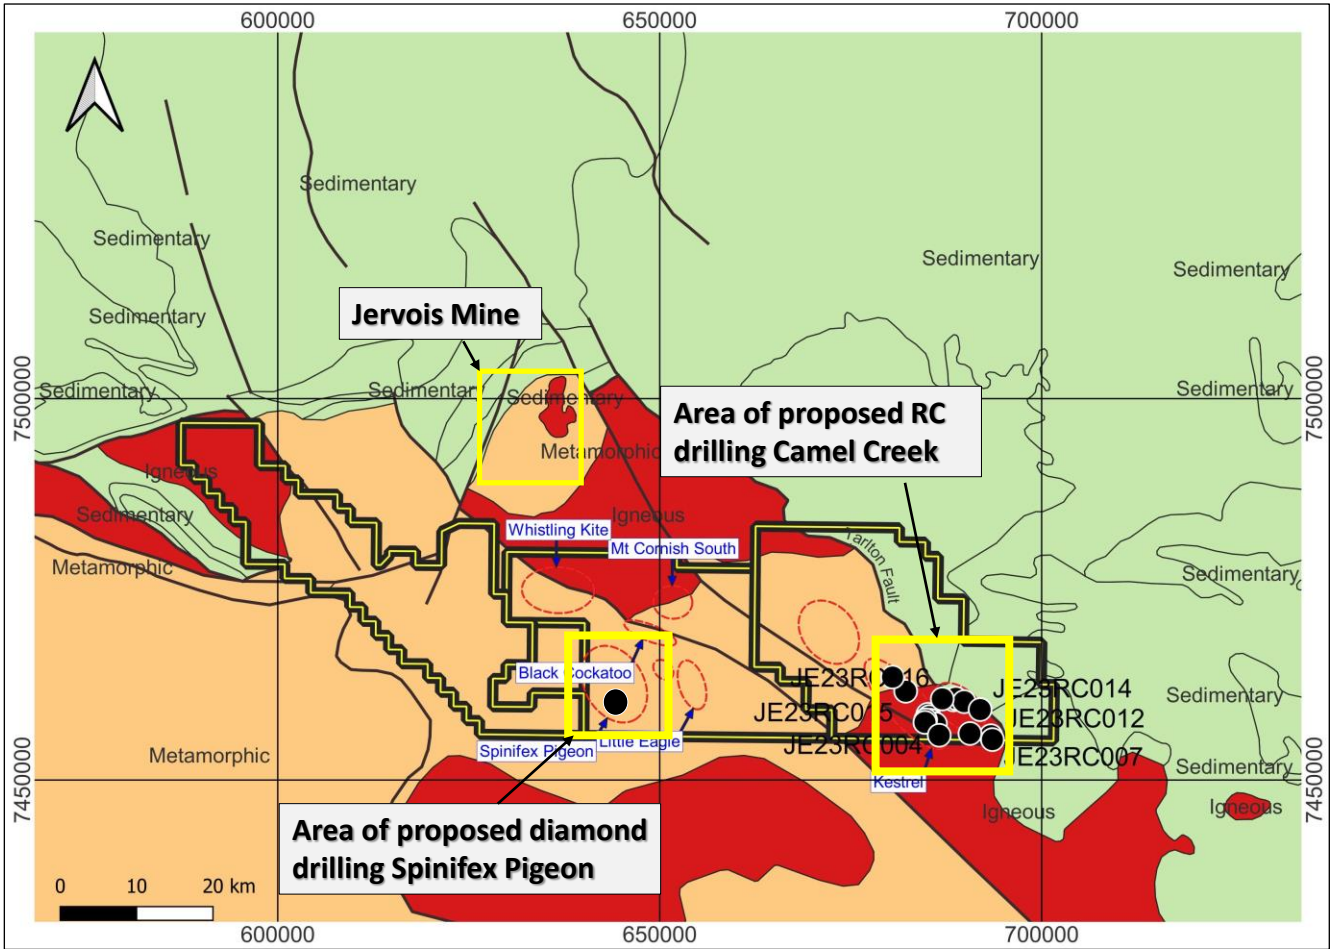 600000
650000
700000
Sedimentary
Sedimentary
Sedimentary
Sedimentary
Sedimentary
Jervois Mine
7500000
7500000
Sedimentary
Sedimentar
Sedimentary
Sedimentary
Area of proposed RC
drilling Camel Creek
Metamorphic
Igneous
Sedimentary
Igneous
Whistling Kite
Mt Cornish South
Tarlton Fault
Metamorphic
Sedimentary
Black Cockatoo
JE23RC016
JE23RC014
Sedimentary
JE23RC012
JE23RC004
Little Eagle
Spinifex Pigeon
Metamorphic
JE23RC007
Sedimentary
7450000
7450000
Kestrel
Igneous
Igneous
Area of proposed diamond
drilling Spinifex Pigeon
0 10 20 km
600000
650000
700000